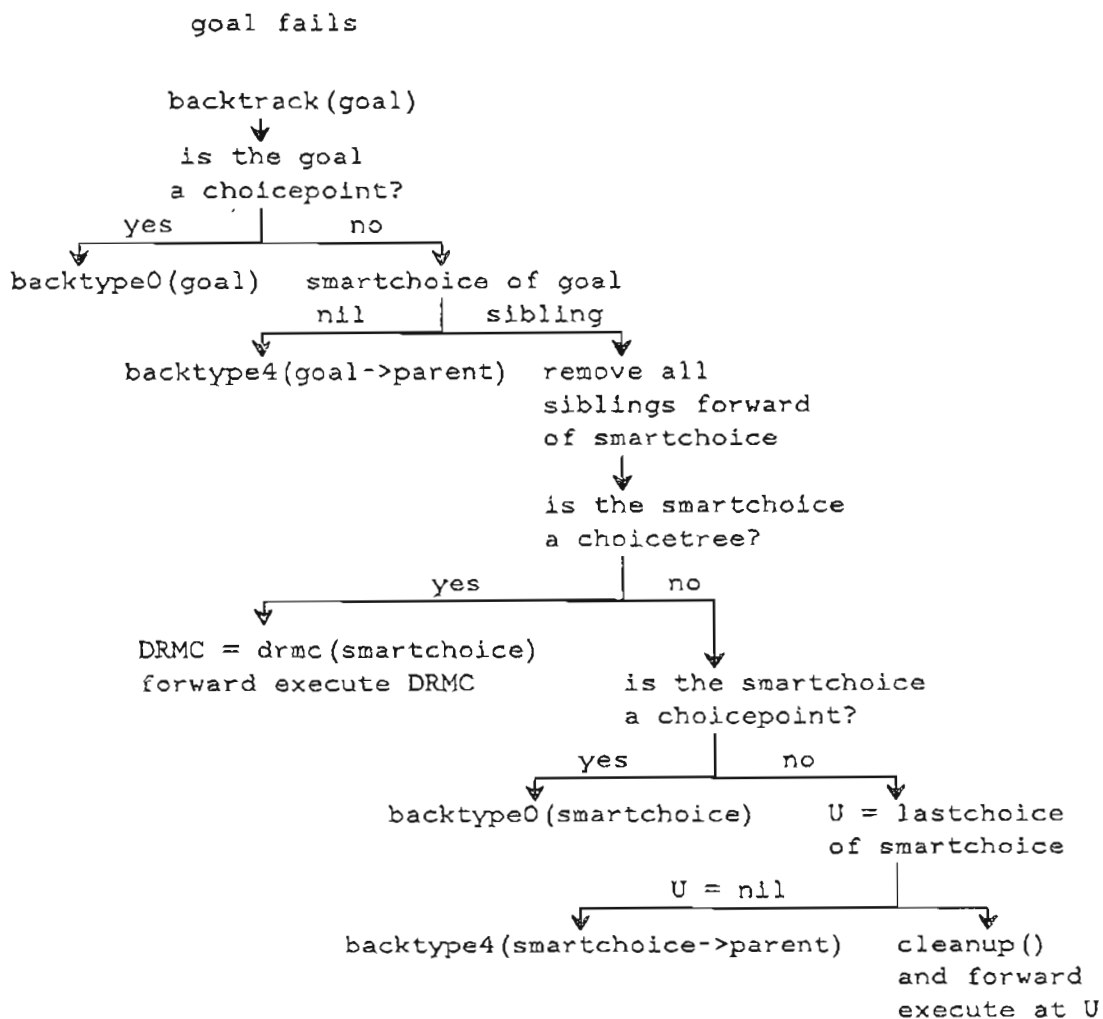 goal fails
backtrack(goal)
is the goal
a choicepoint?
yes no
backtype0(goal) smartchoice of goal
nil sibling
backtype4(goal->parent) remove all
siblings forward
of smartchoice
is the smartchoice
a choicetree?
yes no
DRMC = drmc(smartchoice)
forward execute DRMC
is the smartchoice
a choicepoint?
yes no
backtype0(smartchoice) U = lastchoice
of smartchoice
U = nil
backtype4(smartchoice->parent) cleanup()
and forward
execute at U